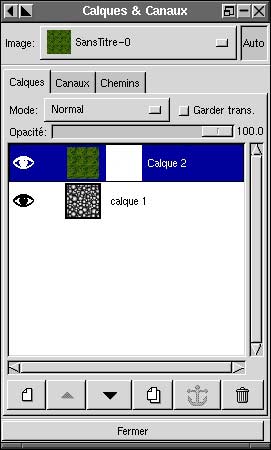 Calques & Canaux
Image: SansTitre-0 Auto
Calques Canaux Chemins
Mode: Normal Garder trans.
Opacité: 100.0
Calque 2
calque 1
Fermer